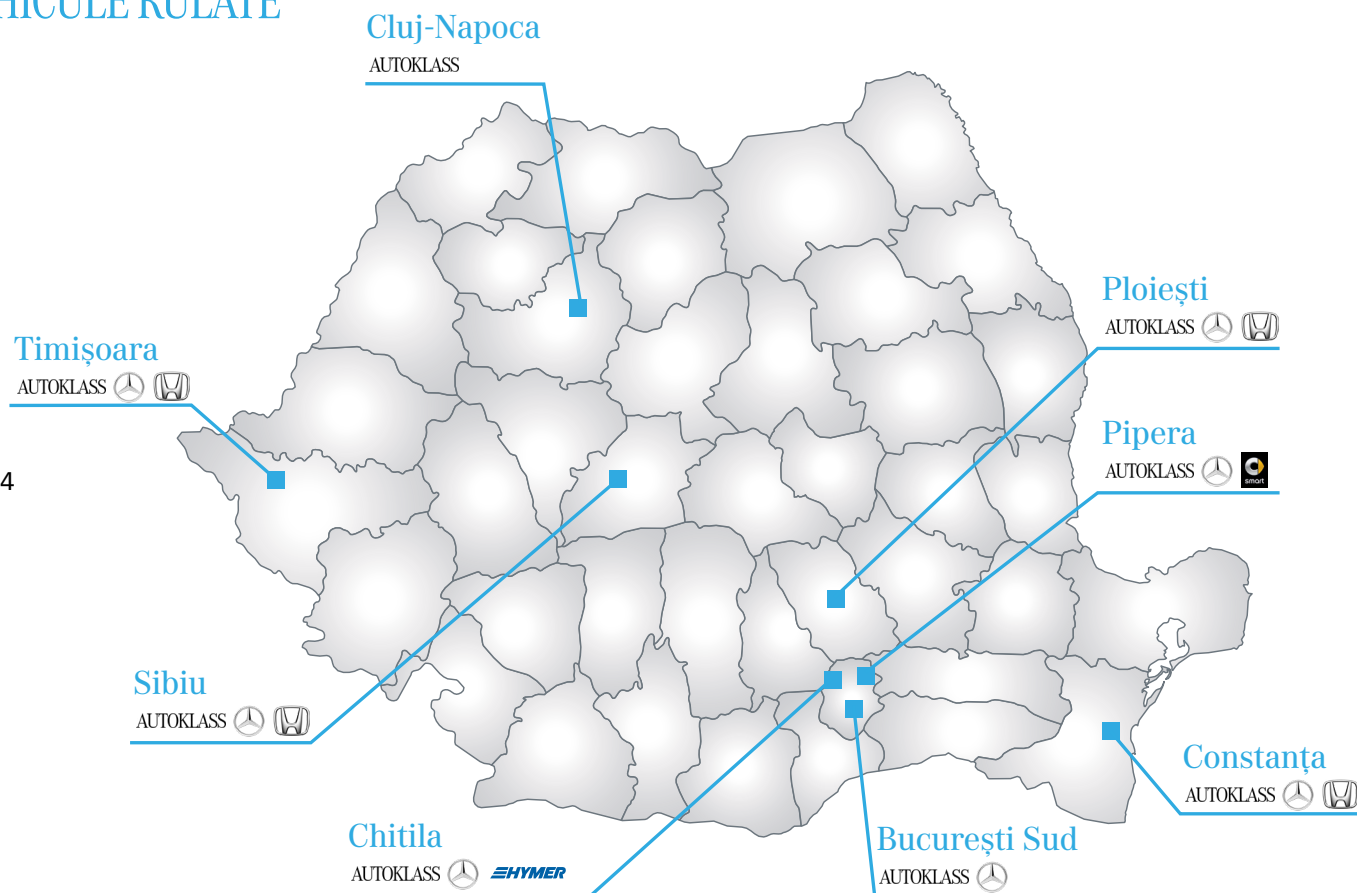 HICULE RULATE
Cluj-Napoca
AUTOKLASS
Ploiești
AUTOKLASS
Timișoara
AUTOKLASS
Pipera
AUTOKLASS smart
4
Sibiu
AUTOKLASS
Constanța
AUTOKLASS
Chitila
AUTOKLASS HYMER
București Sud
AUTOKLASS